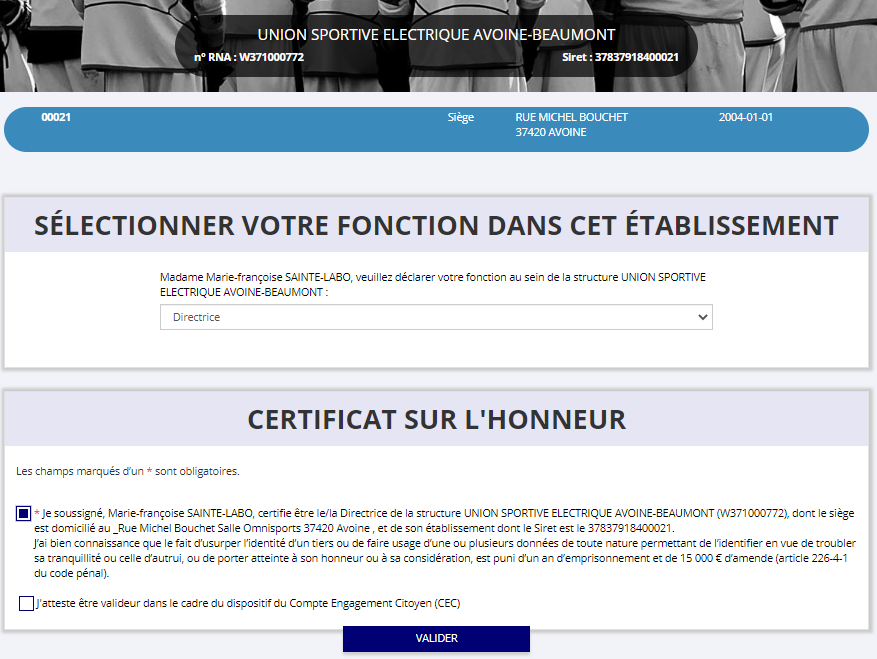 UNION SPORTIVE ELECTRIQUE AVOINE-BEAUMONT
n° RNA : W371000772 Siret : 37837918400021
00021 Siège RUE MICHEL BOUCHET 2004-01-01
37420 AVOINE
SÉLECTIONNER VOTRE FONCTION DANS CET ÉTABLISSEMENT
Madame Marie-françoise SAINTE-LABO, veuillez déclarer votre fonction au sein de la structure UNION SPORTIVE
ELECTRIQUE AVOINE-BEAUMONT :
Directrice
CERTIFICAT SUR L'HONNEUR
Les champs marqués d'un * sont obligatoires.
* Je soussigné, Marie-françoise SAINTE-LABO, certifie être le/la Directrice de la structure UNION SPORTIVE ELECTRIQUE AVOINE-BEAUMONT (W371000772), dont le siège
est domicilié au _Rue Michel Bouchet Salle Omnisports 37420 Avoine , et de son établissement dont le Siret est le 37837918400021.
J'ai bien connaissance que le fait d'usurper l'identité d'un tiers ou de faire usage d'une ou plusieurs données de toute nature permettant de l'identifier en vue de troubler
sa tranquillité ou celle d'autrui, ou de porter atteinte à son honneur ou à sa considération, est puni d'un an d'emprisonnement et de 15 000 € d'amende (article 226-4-1
du code pénal).
J'atteste être valideur dans le cadre du dispositif du Compte Engagement Citoyen (CEC)
VALIDER